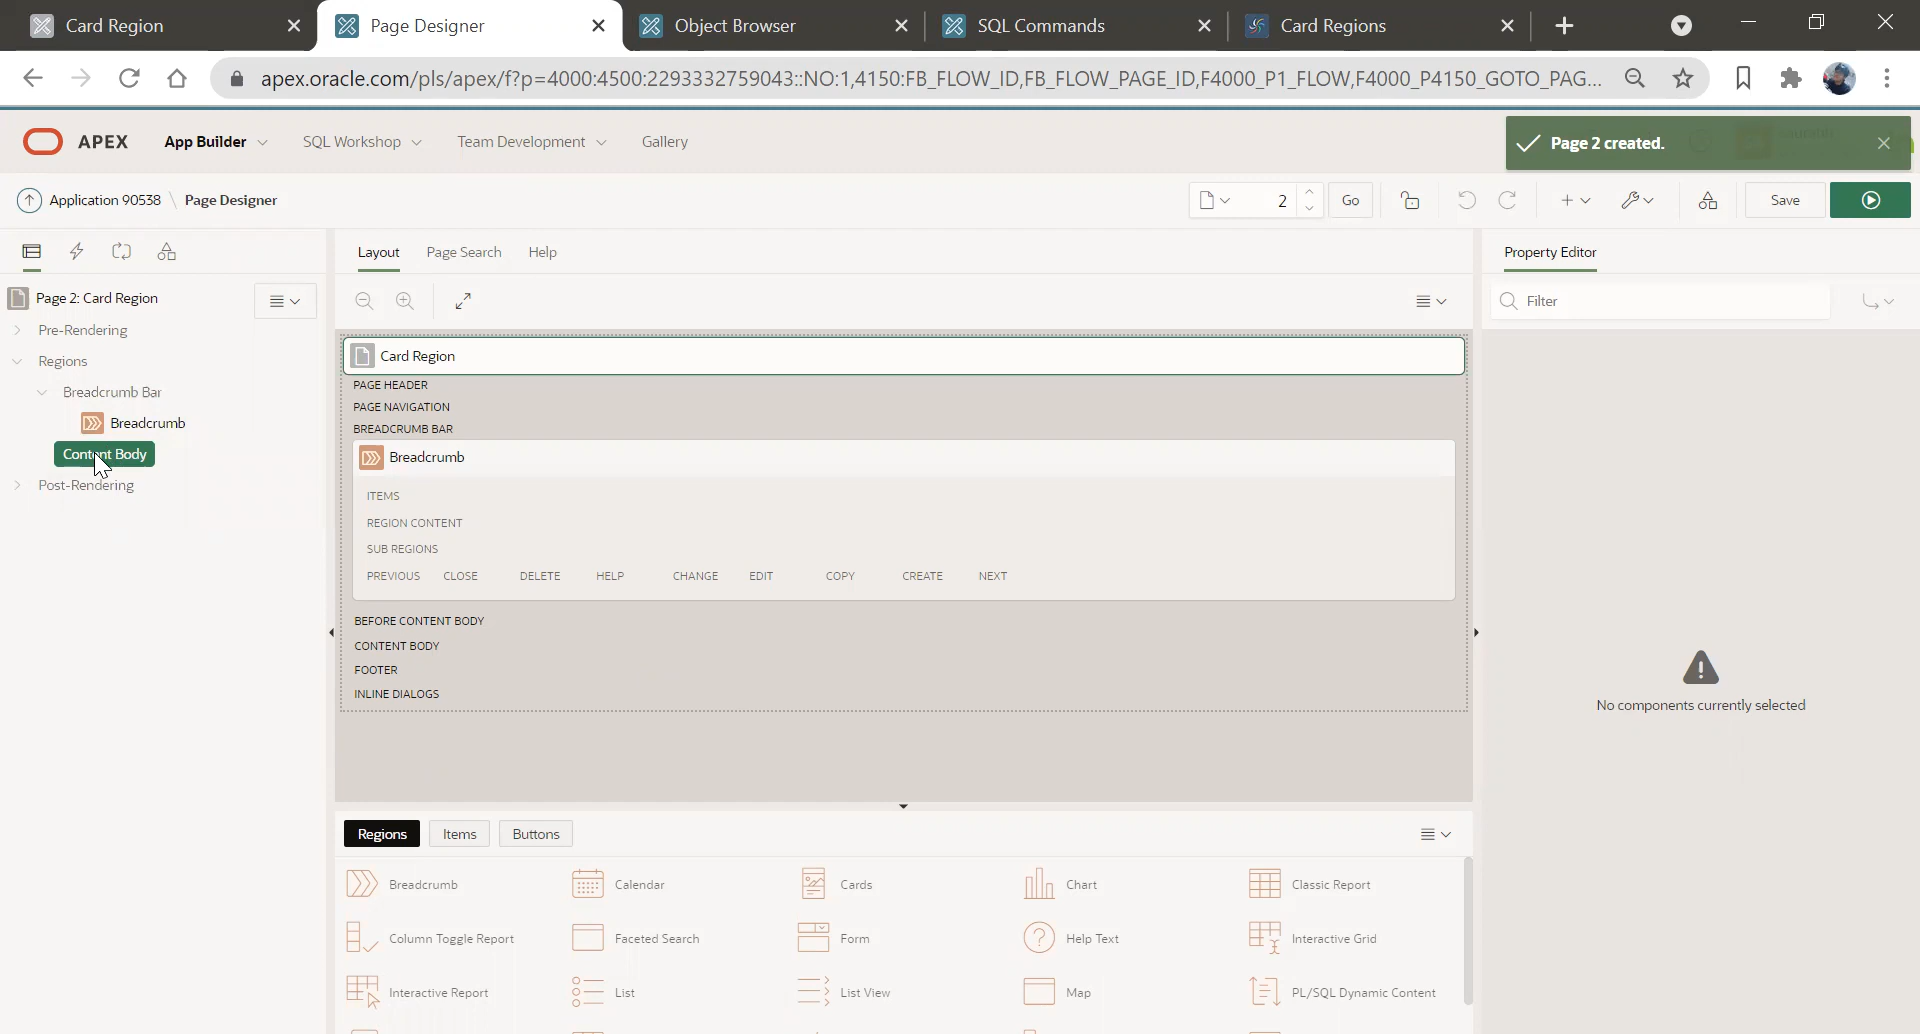 Card Region
Page Designer
Object Browser
SQL Commands
Card Regions
apex.oracle.com/pls/apex/f?p=4000:4500:2293332759043::NO:1,4150:FB_FLOW_ID,FB_FLOW_PAGE_ID,F4000_P1_FLOW,F4000_P4150_GOTO_PAG...
APEX App Builder SQL Workshop Team Development Gallery
Page 2 created.
Application 90538 \ Page Designer
2 Go Save
Layout Page Search Help
Property Editor
Page 2: Card Region
Pre-Rendering
Regions
Breadcrumb Bar
Breadcrumb
Content Body
Post-Rendering
Card Region
PAGE HEADER
PAGE NAVIGATION
BREADCRUMB BAR
Breadcrumb
ITEMS
REGION CONTENT
SUB REGIONS
PREVIOUS CLOSE DELETE HELP CHANGE EDIT COPY CREATE NEXT
BEFORE CONTENT BODY
CONTENT BODY
FOOTER
INLINE DIALOGS
Filter
No components currently selected
Regions Items Buttons
Breadcrumb Calendar Cards Chart Classic Report
Column Toggle Report Faceted Search Form Help Text Interactive Grid
Interactive Report List List View Map PL/SQL Dynamic Content